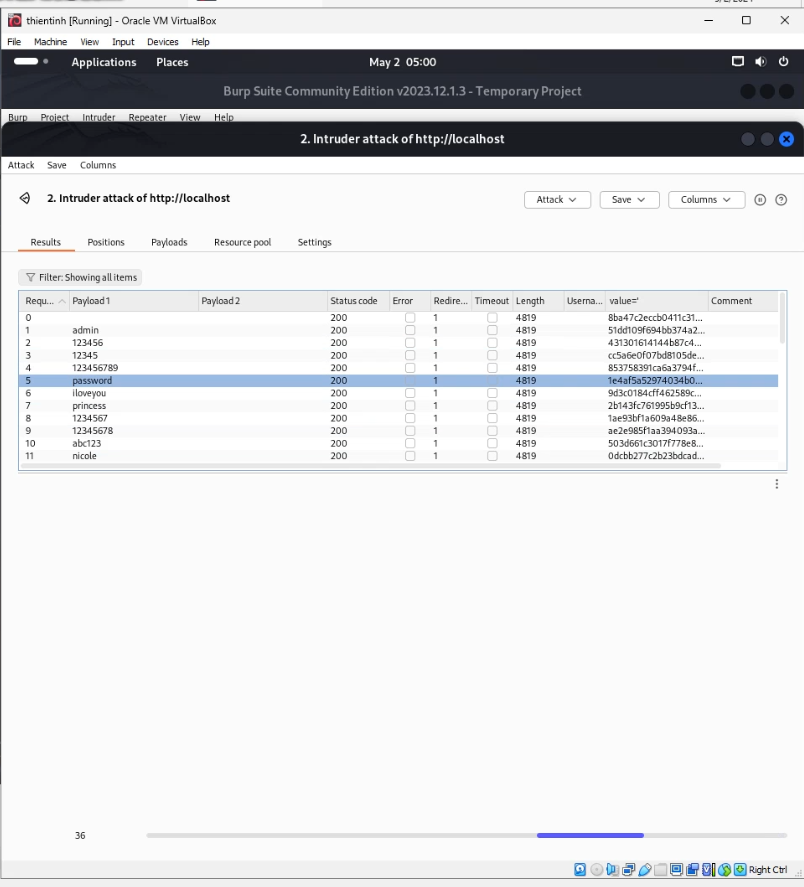 thientinh [Running] - Oracle VM VirtualBox
File Machine View Input Devices Help
Applications Places May 2 05:00
Burp Suite Community Edition v2023.12.1.3 - Temporary Project
Burp Project Intruder Repeater View Help
2. Intruder attack of http://localhost
Attack Save Columns
2. Intruder attack of http://localhost Attack Save Columns
Results Positions Payloads Resource pool Settings
Filter: Showing all items
Requ... Payload 1 Payload 2 Status code Error Redire... Timeout Length Userna... value=' Comment
0 200 1 4819 8ba47c2eccb0411c31...
1 admin 200 1 4819 51dd109f694bb374a2...
2 123456 200 1 4819 431301614144b87c4...
3 12345 200 1 4819 cc5a6e0f07bd8105de...
4 123456789 200 1 4819 853758391ca6a3794f...
5 password 200 1 4819 1e4af5a52974034b0...
6 iloveyou 200 1 4819 9d3c0184cff462589c...
7 princess 200 1 4819 2b143fc761995b9cf13...
8 1234567 200 1 4819 1ae93bf1a609a48e86...
9 12345678 200 1 4819 ae2e985f1aa394093a...
10 abc123 200 1 4819 503d661c3017f778e8...
11 nicole 200 1 4819 0dcbb277c2b23bdcad...
36
Right Ctrl